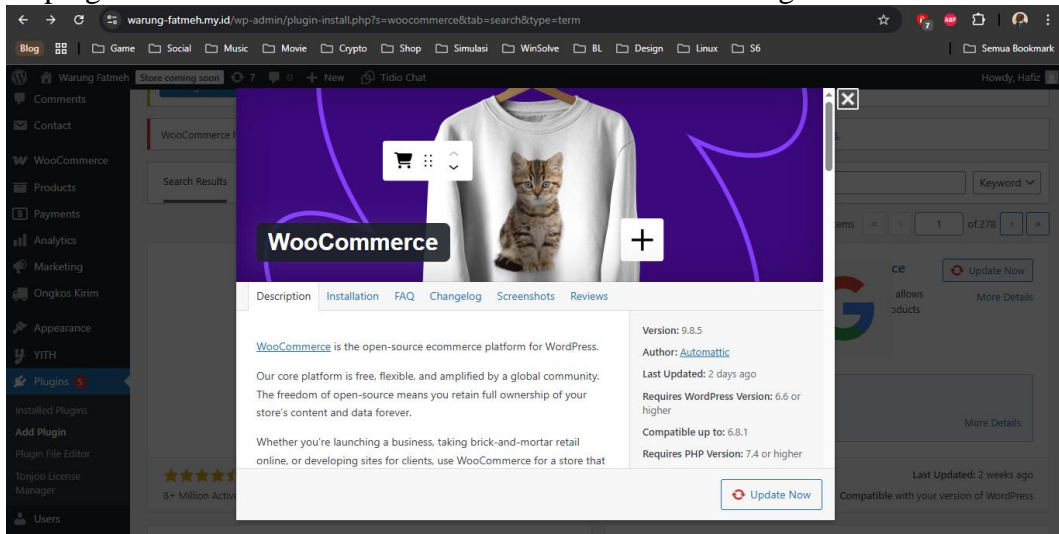 warung-fatmeh.my.id/wp-admin/plugin-install.php?s=woocommerce&tab=search&type=term
7
ABP
Blog Game Social Music Movie Crypto Shop Simulasi WinSolve BL Design Linux S6 Semua Bookmark
Warung Fatmeh Store coming soon 7 0 New Tidio Chat Howdy, Hafiz
Comments
Contact
WooCommerce
Products
Payments
Analytics
Marketing
Ongkos Kirim
Appearance
YITH
Plugins 5
Installed Plugins
Add Plugin
Plugin File Editor
Tonjoo License
Manager
Users
WooCommerce
Search Results
Keyword
1 of 278
WooCommerce
Description Installation FAQ Changelog Screenshots Reviews
WooCommerce is the open-source ecommerce platform for WordPress.
Our core platform is free, flexible, and amplified by a global community.
The freedom of open-source means you retain full ownership of your
store's content and data forever.
Whether you're launching a business, taking brick-and-mortar retail
online, or developing sites for clients, use WooCommerce for a store that
Version: 9.8.5
Author: Automattic
Last Updated: 2 days ago
Requires WordPress Version: 6.6 or
higher
Compatible up to: 6.8.1
Requires PHP Version: 7.4 or higher
Update Now
Update Now
allows
More Details
More Details
8+ Million Active
Last Updated: 2 weeks ago
Compatible with your version of WordPress